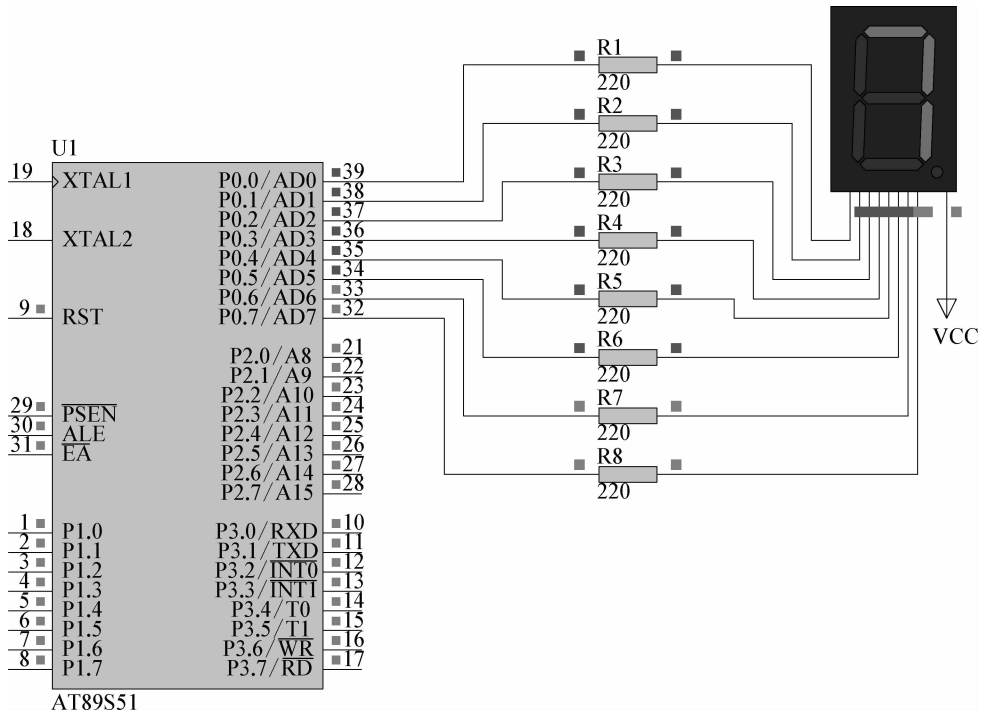 R1
220
R2
220
R3
220
R4
220
R5
220
R6
220
R7
220
R8
220
VCC
U1
19 XTAL1
18 XTAL2
9 RST
29 PSEN
30 ALE
31 EA
1 P1.0
2 P1.1
3 P1.2
4 P1.3
5 P1.4
6 P1.5
7 P1.6
8 P1.7
P0.0/AD0 39
P0.1/AD1 38
P0.2/AD2 37
P0.3/AD3 36
P0.4/AD4 35
P0.5/AD5 34
P0.6/AD6 33
P0.7/AD7 32
P2.0/A8 21
P2.1/A9 22
P2.2/A10 23
P2.3/A11 24
P2.4/A12 25
P2.5/A13 26
P2.6/A14 27
P2.7/A15 28
P3.0/RXD 10
P3.1/TXD 11
P3.2/INT0 12
P3.3/INT1 13
P3.4/T0 14
P3.5/T1 15
P3.6/WR 16
P3.7/RD 17
AT89S51